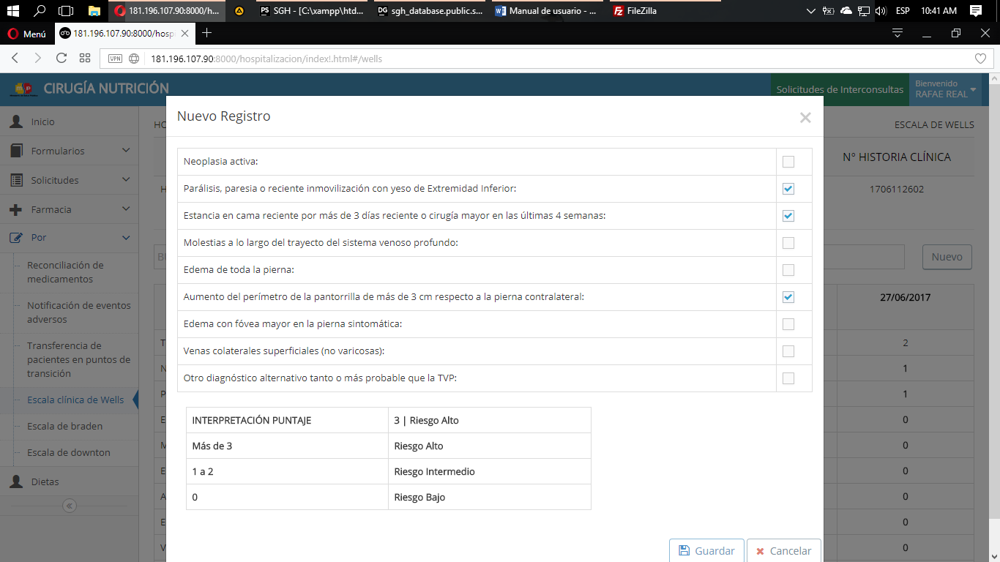 181.196.107.90:8000/h...
SGH - [C:\xampp\htd...
sgh_database.public.s...
Manual de usuario - ...
FileZilla
ESP
10:41 AM
Menú
181.196.107.90:8000/hosp
VPN
181.196.107.90:8000/hospitalizacion/index!.html#/wells
CIRUGÍA NUTRICIÓN
Solicitudes de Interconsultas
Bienvenido
RAFAE REAL
Inicio
Formularios
Solicitudes
Farmacia
Por
Reconciliación de
medicamentos
Notificación de eventos
adversos
Transferencia de
pacientes en puntos de
transición
Escala clínica de Wells
Escala de braden
Escala de downton
Dietas
HO
ESCALA DE WELLS
N° HISTORIA CLÍNICA
H
1706112602
BU
Nuevo
27/06/2017
T
2
N
1
P
1
E
0
M
0
E
0
A
0
E
0
V
0
Nuevo Registro
Neoplasia activa:
Parálisis, paresia o reciente inmovilización con yeso de Extremidad Inferior:
Estancia en cama reciente por más de 3 días reciente o cirugía mayor en las últimas 4 semanas:
Molestias a lo largo del trayecto del sistema venoso profundo:
Edema de toda la pierna:
Aumento del perímetro de la pantorrilla de más de 3 cm respecto a la pierna contralateral:
Edema con fóvea mayor en la pierna sintomática:
Venas colaterales superficiales (no varicosas):
Otro diagnóstico alternativo tanto o más probable que la TVP:
INTERPRETACIÓN PUNTAJE 3 | Riesgo Alto
Más de 3 Riesgo Alto
1 a 2 Riesgo Intermedio
0 Riesgo Bajo
Guardar
Cancelar